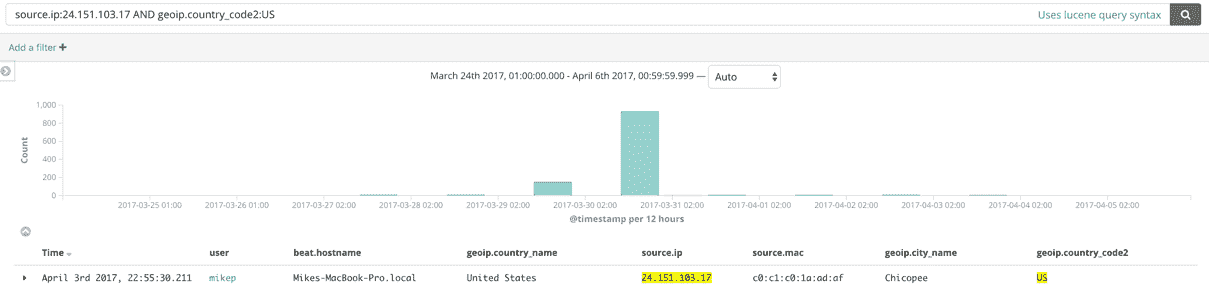 source.ip:24.151.103.17 AND geoip.country_code2:US Uses lucene query syntax
Add a filter +
March 24th 2017, 01:00:00.000 - April 6th 2017, 00:59:59.999 — Auto
1,000
800
600
400
200
0
Count
2017-03-25 01:00 2017-03-26 01:00 2017-03-27 02:00 2017-03-28 02:00 2017-03-29 02:00 2017-03-30 02:00 2017-03-31 02:00 2017-04-01 02:00 2017-04-02 02:00 2017-04-03 02:00 2017-04-04 02:00 2017-04-05 02:00
@timestamp per 12 hours
Time user beat.hostname geoip.country_name source.ip source.mac geoip.city_name geoip.country_code2
April 3rd 2017, 22:55:30.211 mikep Mikes-MacBook-Pro.local United States 24.151.103.17 c0:c1:c0:1a:ad:af Chicopee US